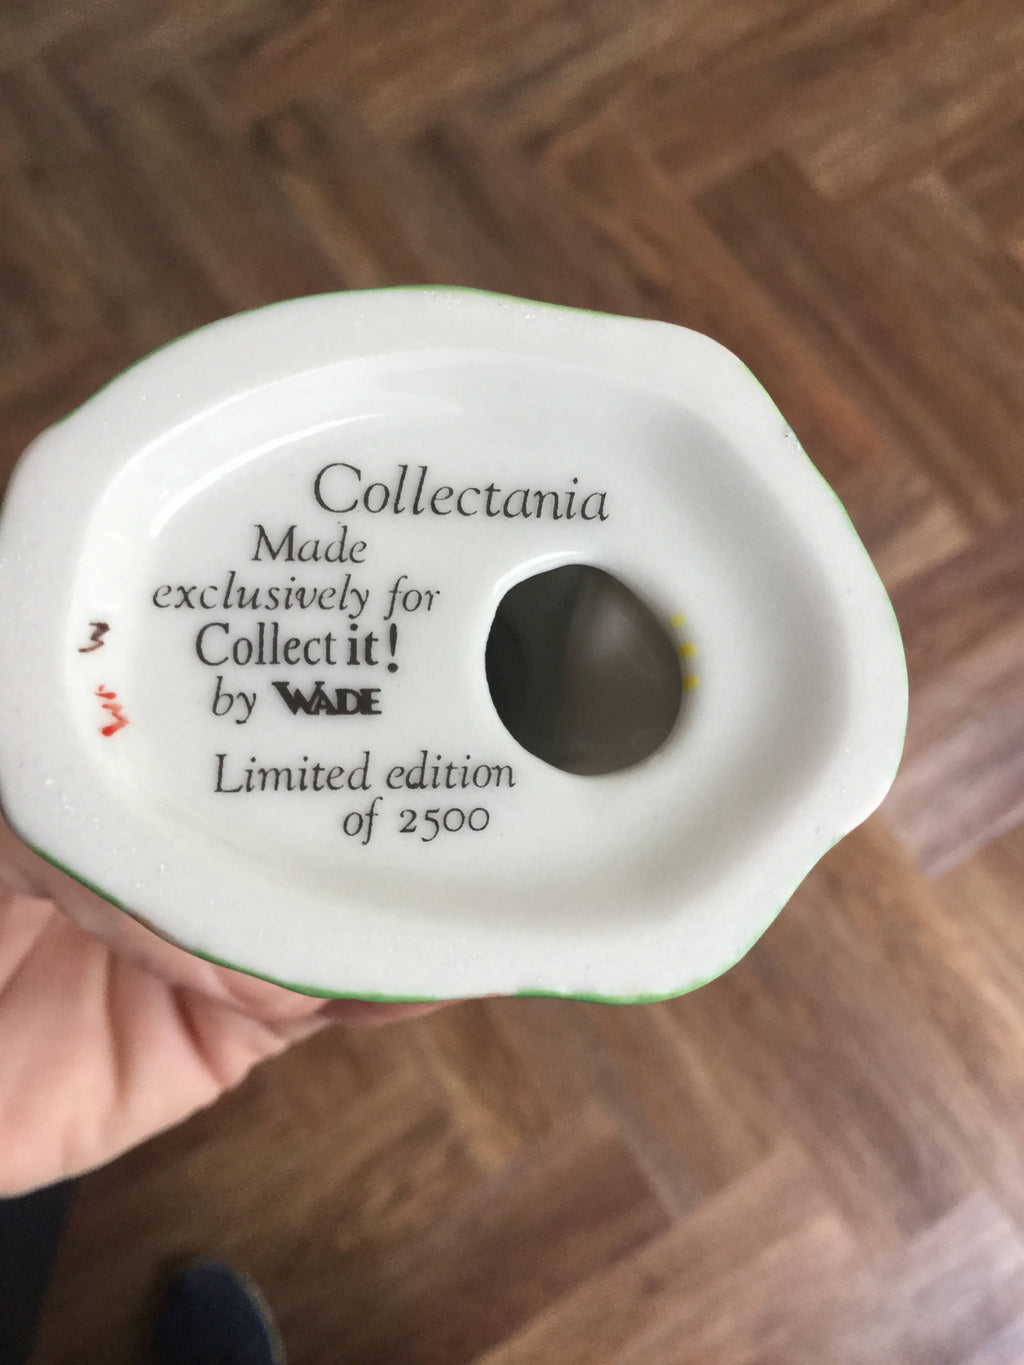 Collectania
Made
exclusively for
Collect it!
by WADE
Limited edition
of 2500
3